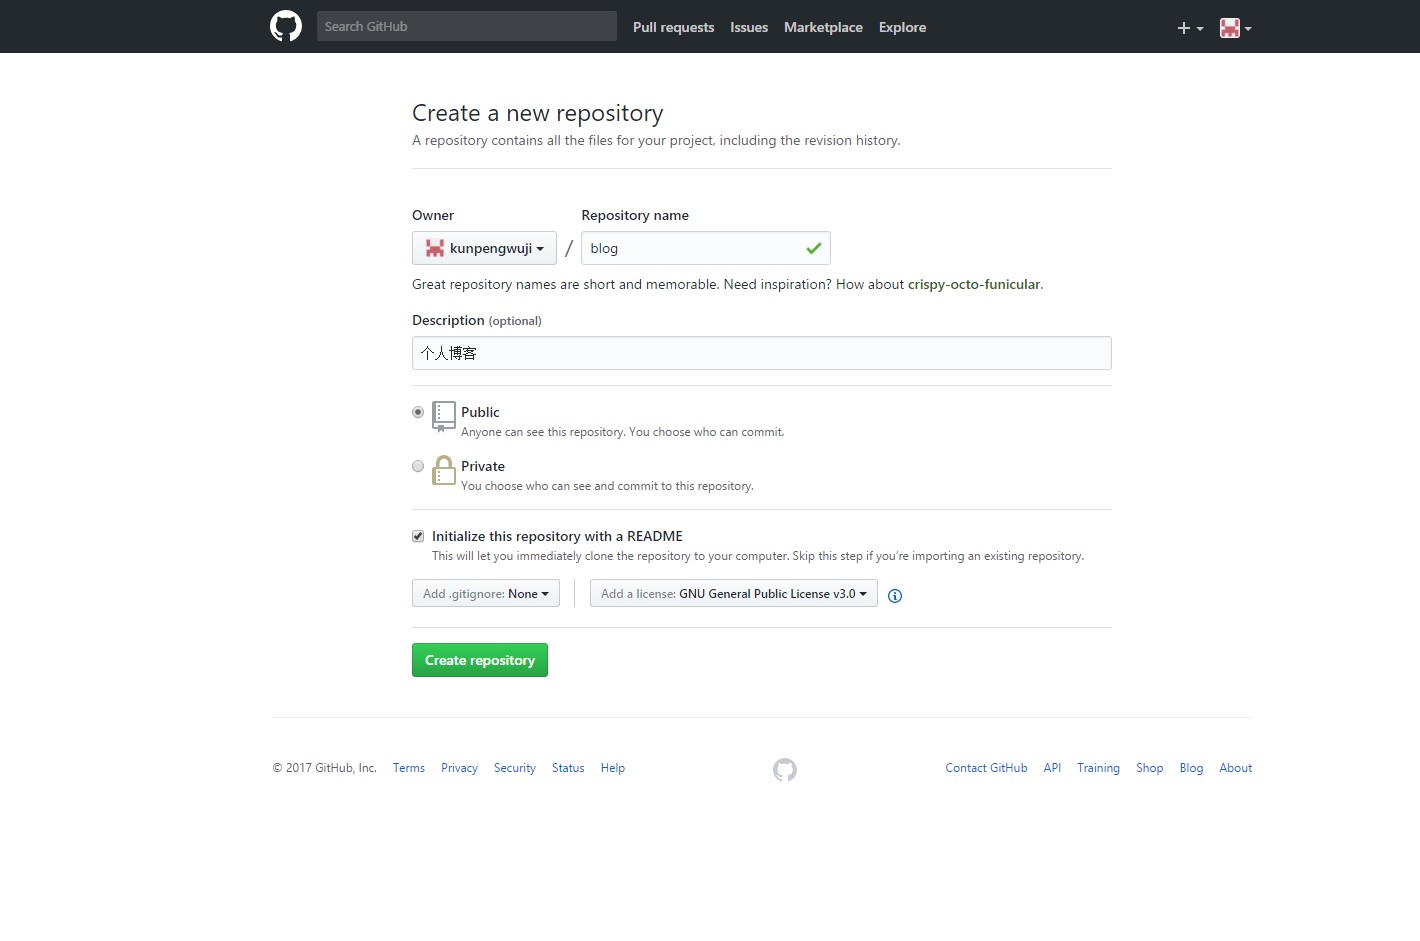 Search GitHub Pull requests Issues Marketplace Explore
Create a new repository
A repository contains all the files for your project, including the revision history.
Owner Repository name
kunpengwuji / blog
Great repository names are short and memorable. Need inspiration? How about crispy-octo-funicular.
Description (optional)
个人博客
Public
Anyone can see this repository. You choose who can commit.
Private
You choose who can see and commit to this repository.
Initialize this repository with a README
This will let you immediately clone the repository to your computer. Skip this step if you’re importing an existing repository.
Add .gitignore: None Add a license: GNU General Public License v3.0
Create repository
© 2017 GitHub, Inc. Terms Privacy Security Status Help Contact GitHub API Training Shop Blog About